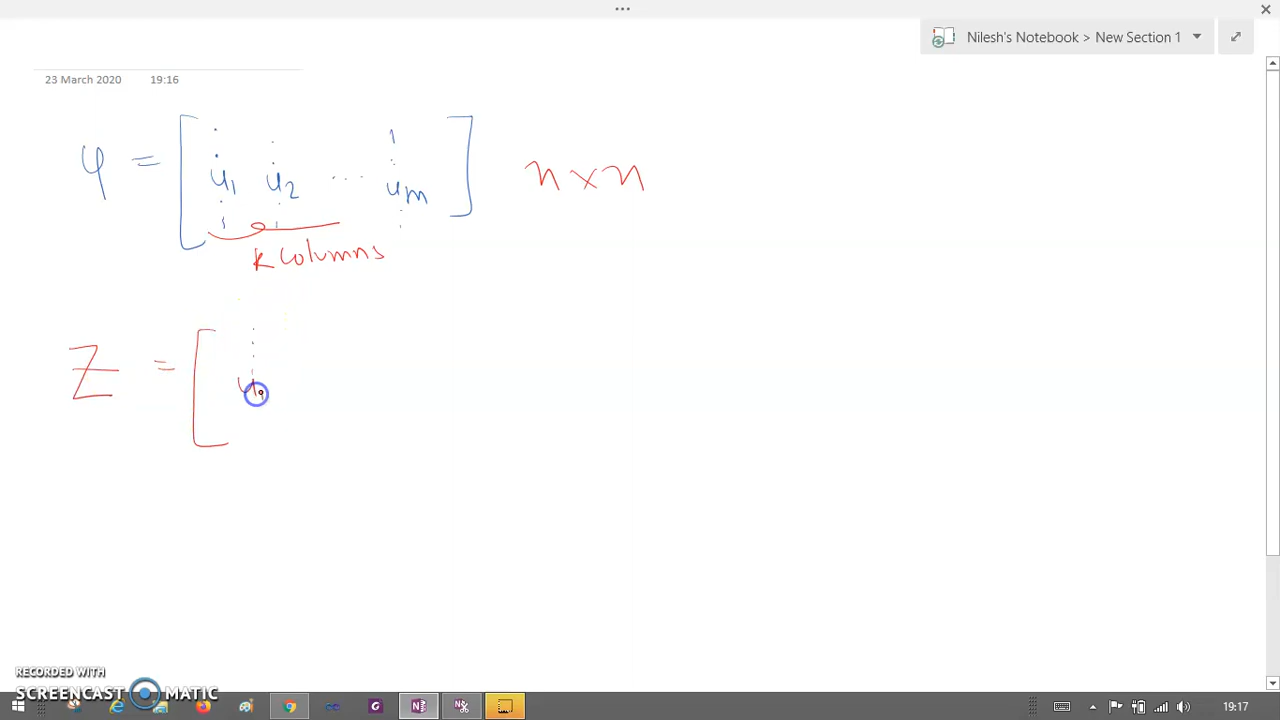 Nilesh's Notebook > New Section 1
23 March 2020 19:16
φ = [ u1 u2 ... um ] n × n
k columns
Z = [ u1
RECORDED WITH
SCREENCAST MATIC
19:17